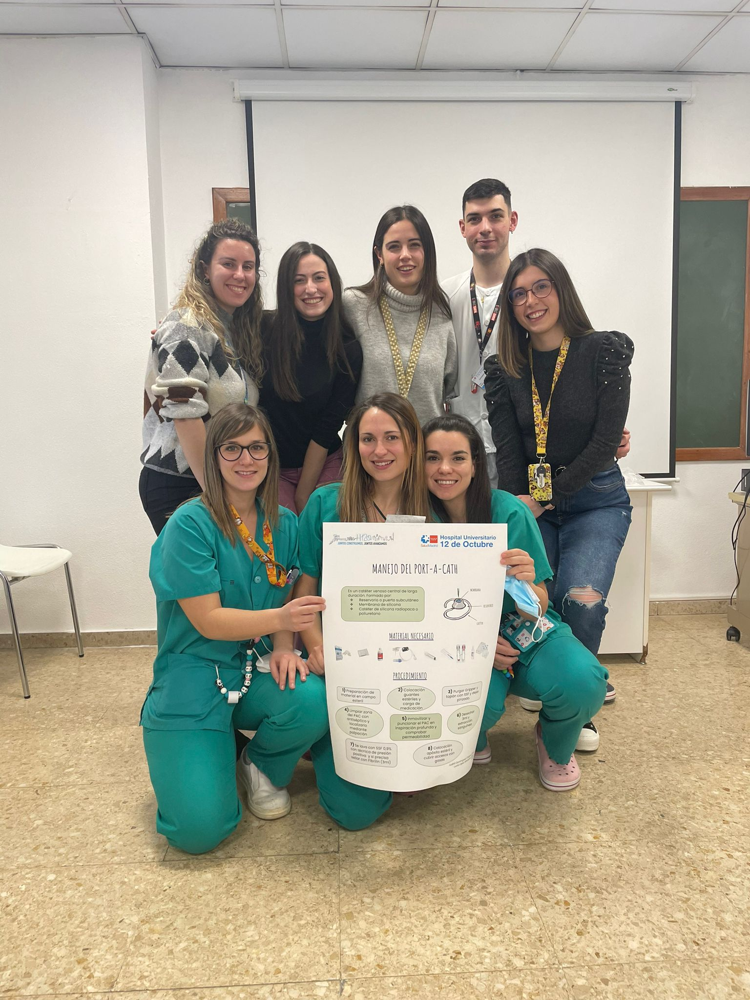 JUNTOS CONSTRUIMOS, JUNTOS AVANZAMOS
SaludMadrid
Hospital Universitario
12 de Octubre
MANEJO DEL PORT-A-CATH
Es un catéter venoso central de larga
duración. Formado por:
❖ Reservorio o puerto subcutáneo
❖ Membrana de silicona
❖ Catéter de silicona radiopaca o
poliuretano
MEMBRANA
RESERVORIO
CATÉTER
MATERIAL NECESARIO
PROCEDIMIENTO
1) Preparación de
material en campo
esteril
2) Colocación
guantes
estériles y
carga de
medicación
3) Purgar Gripper y
tapón con SSF y dejar
pinzado.
4) Limpiar zona
del PAC con
antiséptico y
localizarlo
mediante
palpación
5) Inmovilizar y
puncionar el PAC en
inspiración profunda y
comprobar
permeabilidad
6) Desechar
3ml y
extracción
sanguínea
7) Se lava con SSF 0,9%
con técnica de presión
positiva y si precisa
sellar con Fibrilin (3ml)
8) Colocación
apósito estéril y
cubrir accesos con
gasas